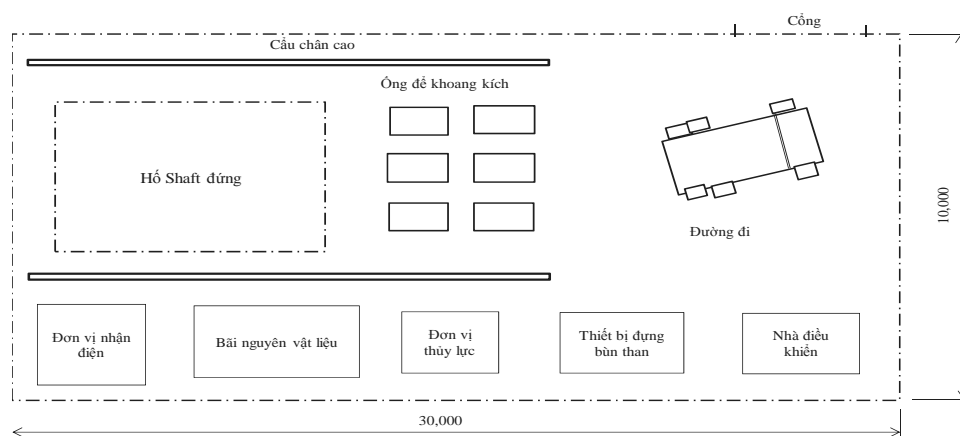 Cổng
Cẩu chân cao
Ống để khoang kích
Hố Shaft đứng
Đường đi
10,000
Đơn vị nhận
điện
Bãi nguyên vật liệu
Đơn vị
thủy lực
Thiết bị đựng
bùn than
Nhà điều
khiển
30,000